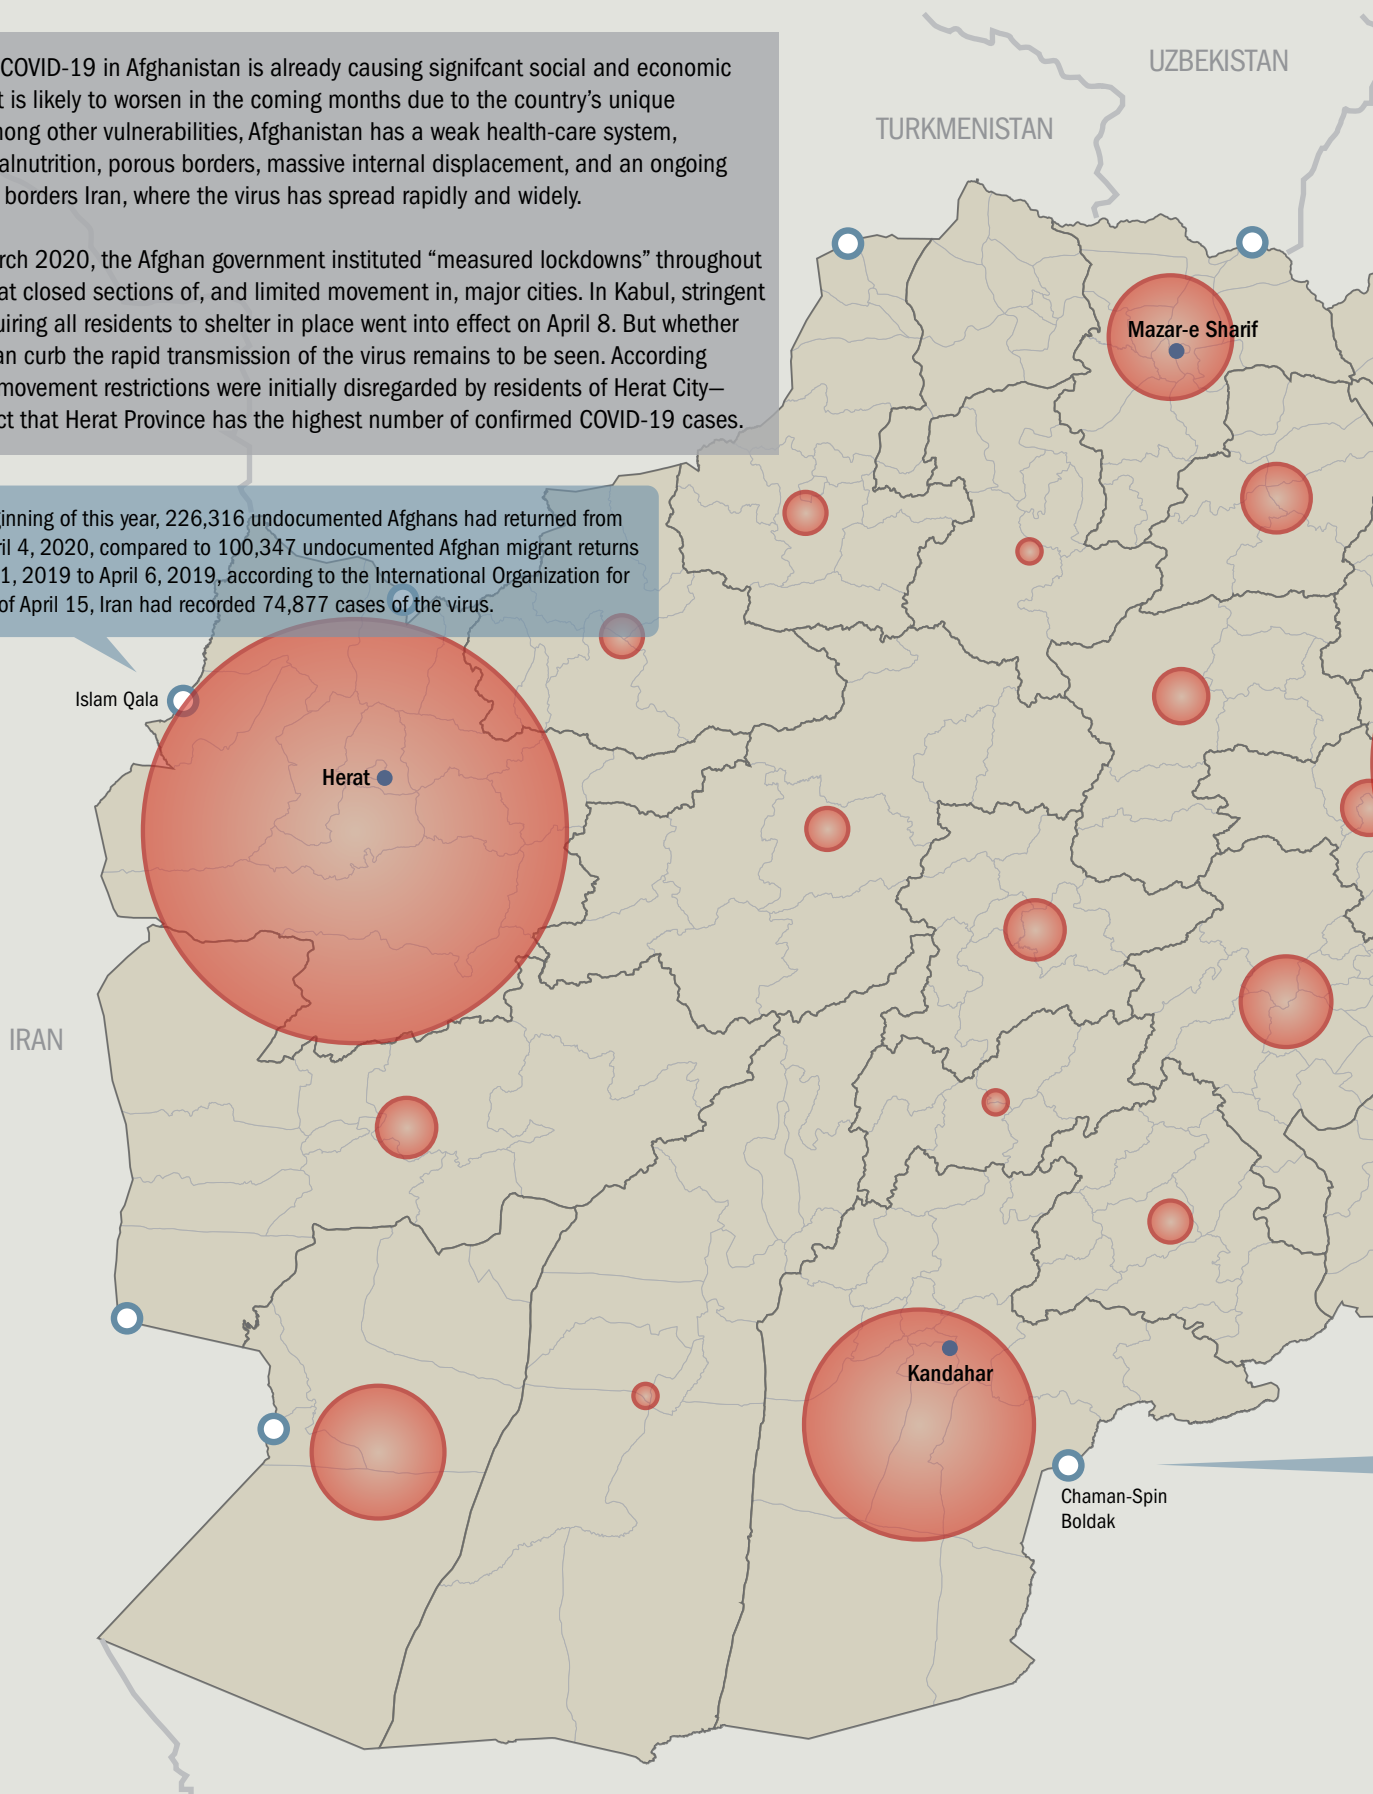 COVID-19 in Afghanistan is already causing signifcant social and economic
t is likely to worsen in the coming months due to the country's unique
nong other vulnerabilities, Afghanistan has a weak health-care system,
alnutrition, porous borders, massive internal displacement, and an ongoing
borders Iran, where the virus has spread rapidly and widely.
rch 2020, the Afghan government instituted “measured lockdowns” throughout
at closed sections of, and limited movement in, major cities. In Kabul, stringent
uiring all residents to shelter in place went into effect on April 8. But whether
an curb the rapid transmission of the virus remains to be seen. According
movement restrictions were initially disregarded by residents of Herat City—
ct that Herat Province has the highest number of confirmed COVID-19 cases.
UZBEKISTAN
TURKMENISTAN
Mazar-e Sharif
ginning of this year, 226,316 undocumented Afghans had returned from
ril 4, 2020, compared to 100,347 undocumented Afghan migrant returns
1, 2019 to April 6, 2019, according to the International Organization for
of April 15, Iran had recorded 74,877 cases of the virus.
Islam Qala
Herat
IRAN
Kandahar
Chaman-Spin
Boldak